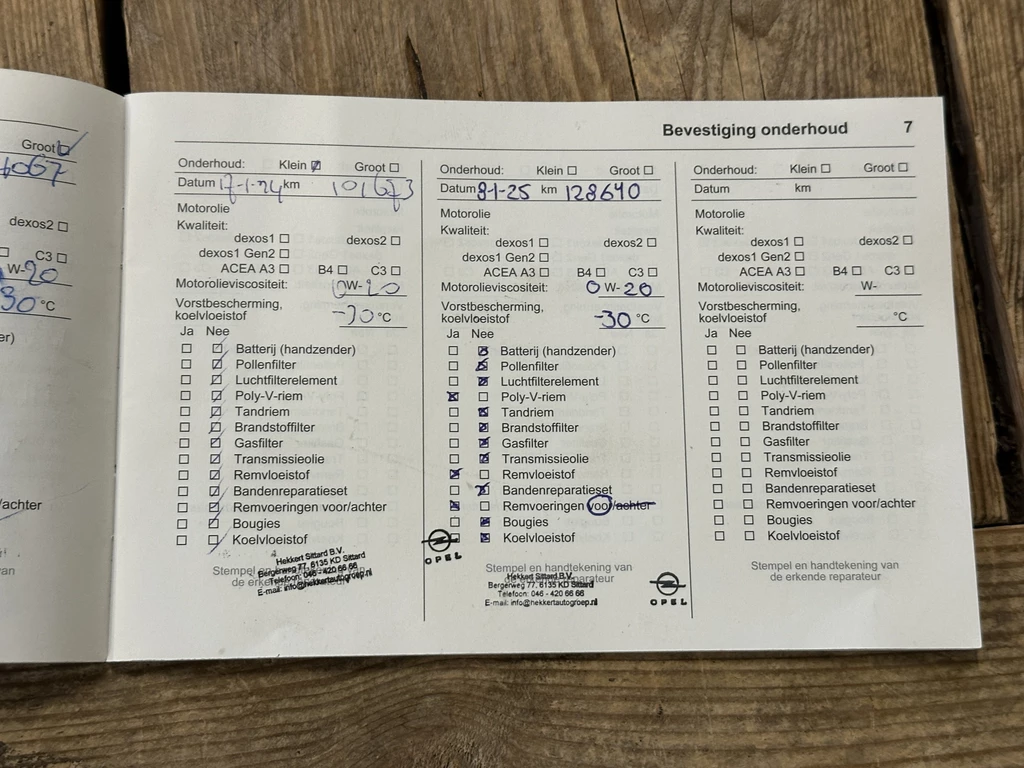 Groot
4067
dexos2
C3
W-20
30 °C
er)
/achter
van
Bevestiging onderhoud 7
Onderhoud: Klein Groot
Datum 17-1-24 km 101673
Motorolie
Kwaliteit:
dexos1 dexos2
dexos1 Gen2
ACEA A3 B4 C3
Motorolieviscositeit: 0W-20
Vorstbescherming,
koelvloeistof -30 °C
Ja Nee
Batterij (handzender)
Pollenfilter
Luchtfilterelement
Poly-V-riem
Tandriem
Brandstoffilter
Gasfilter
Transmissieolie
Remvloeistof
Bandenreparatieset
Remvoeringen voor/achter
Bougies
Koelvloeistof
Stempel en handtekening van
de erkende reparateur
Hekkert Sittard B.V.
Bergerweg 77, 6135 KD Sittard
Telefoon: 046 - 420 66 66
E-mail: info@hekkertautogroep.nl
OPEL
Onderhoud: Klein Groot
Datum 8-1-25 km 128640
Motorolie
Kwaliteit:
dexos1 dexos2
dexos1 Gen2
ACEA A3 B4 C3
Motorolieviscositeit: 0 W-20
Vorstbescherming,
koelvloeistof -30 °C
Ja Nee
Batterij (handzender)
Pollenfilter
Luchtfilterelement
Poly-V-riem
Tandriem
Brandstoffilter
Gasfilter
Transmissieolie
Remvloeistof
Bandenreparatieset
Remvoeringen voor/achter
Bougies
Koelvloeistof
Stempel en handtekening van
de erkende reparateur
Hekkert Sittard B.V.
Bergerweg 77, 6135 KD Sittard
Telefoon: 046 - 420 66 66
E-mail: info@hekkertautogroep.nl
OPEL
Onderhoud: Klein Groot
Datum km
Motorolie
Kwaliteit:
dexos1 dexos2
dexos1 Gen2
ACEA A3 B4 C3
Motorolieviscositeit: W-
Vorstbescherming,
koelvloeistof °C
Ja Nee
Batterij (handzender)
Pollenfilter
Luchtfilterelement
Poly-V-riem
Tandriem
Brandstoffilter
Gasfilter
Transmissieolie
Remvloeistof
Bandenreparatieset
Remvoeringen voor/achter
Bougies
Koelvloeistof
Stempel en handtekening van
de erkende reparateur